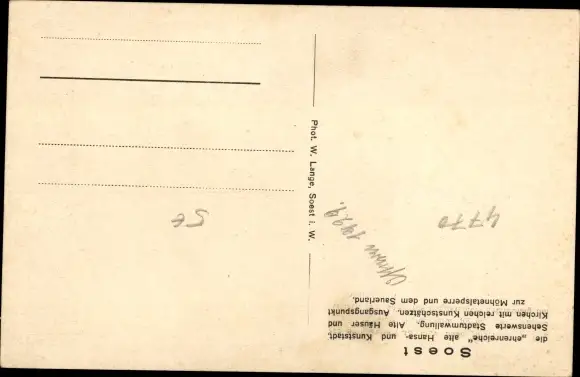 Soest
die „ehrenreiche“ alte Hansa- und Kunststadt.
Sehenswerte Stadtumwallung. Alte Häuser und
Kirchen mit reichen Kunstschätzen. Ausgangspunkt
zur Möhnetalsperre und dem Sauerland.
4770
1929.
Phot. W. Lange, Soest i. W.